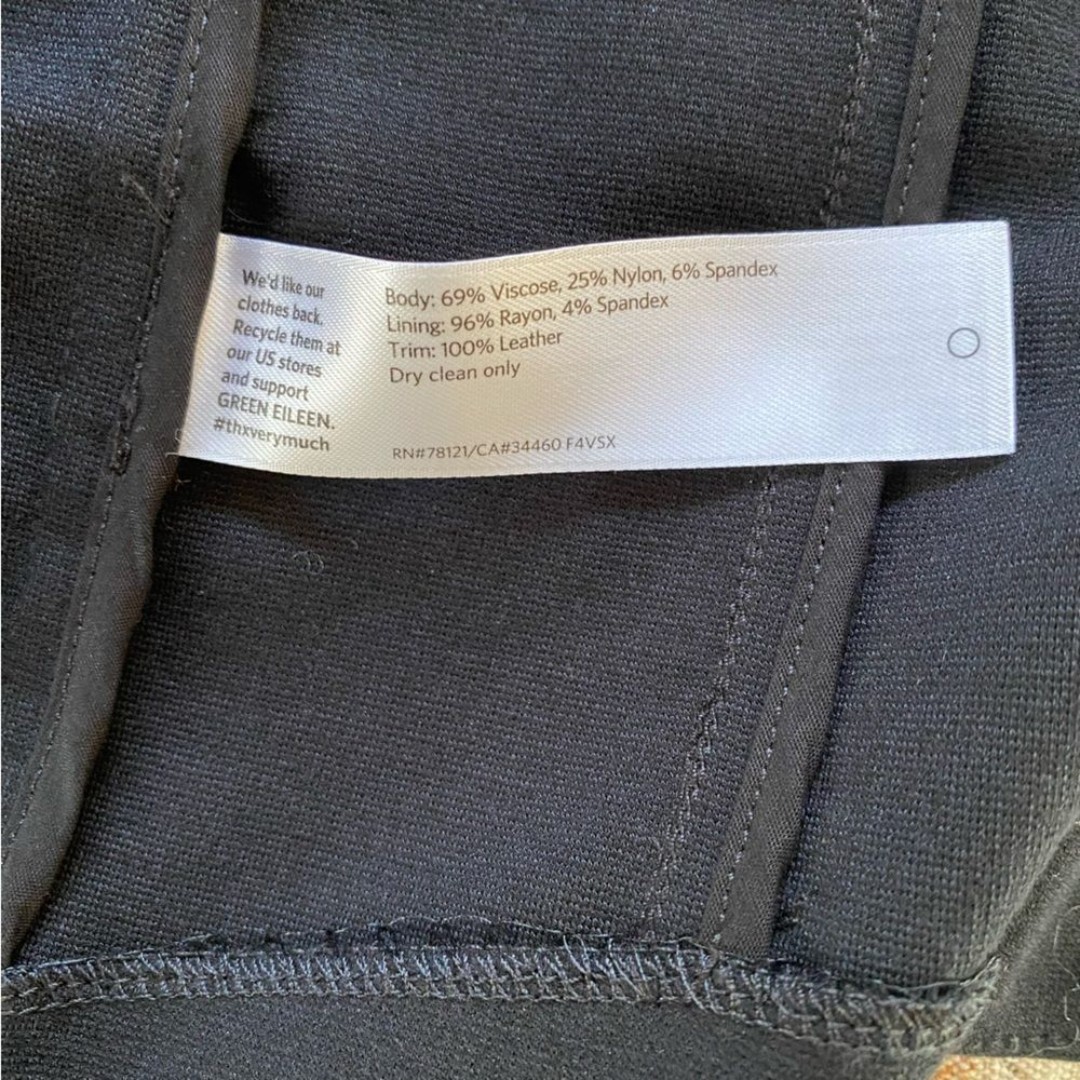 We'd like our
clothes back.
Recycle them at
our US stores
and support
GREEN EILEEN.
#thxverymuch
Body: 69% Viscose, 25% Nylon, 6% Spandex
Lining: 96% Rayon, 4% Spandex
Trim: 100% Leather
Dry clean only
RN#78121/CA#34460 F4VSX